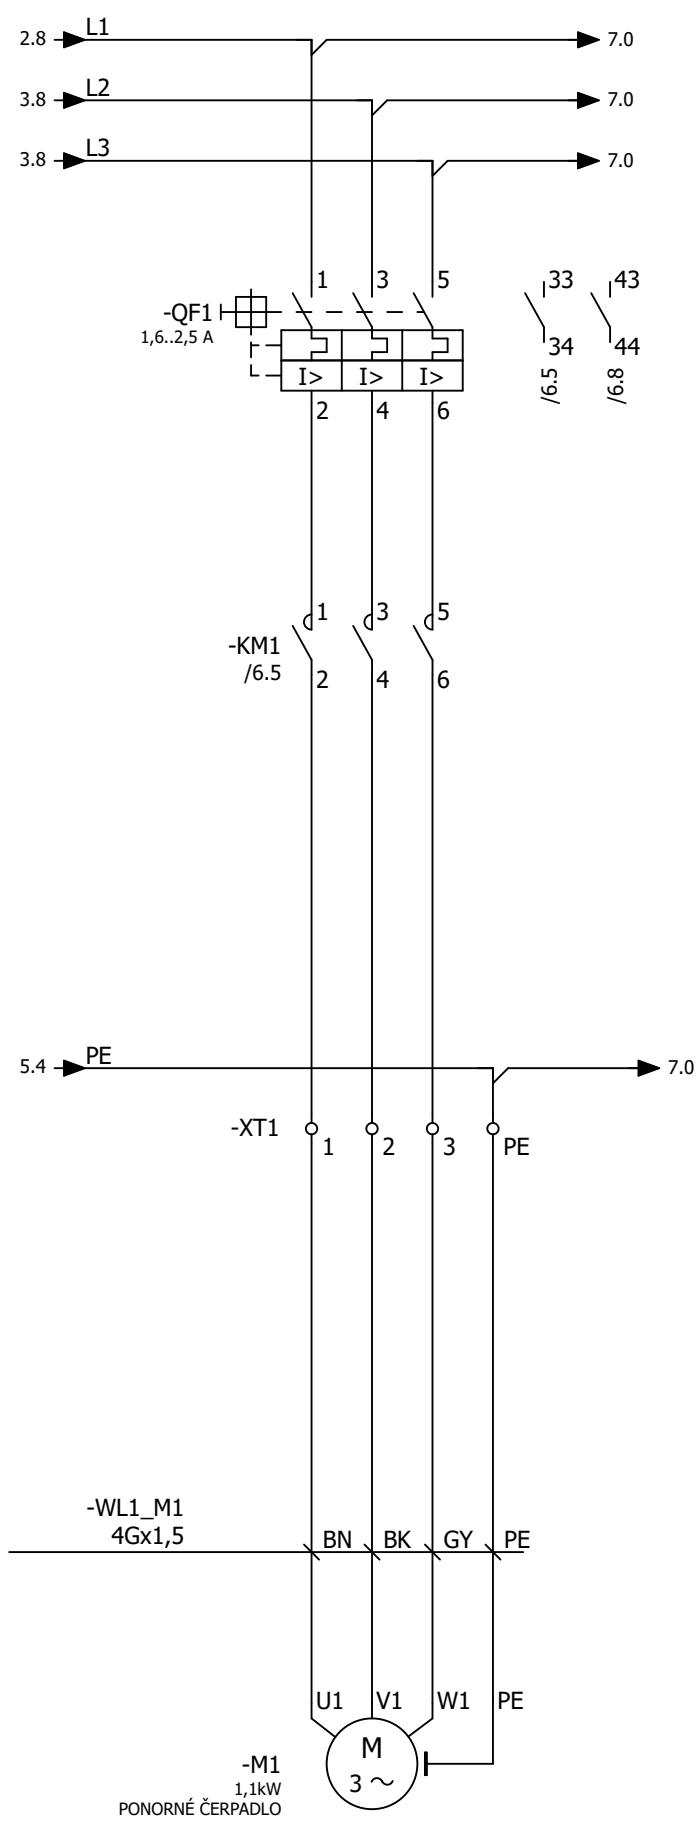 2.8 L1 7.0
3.8 L2 7.0
3.8 L3 7.0
1 3 5 33 43
-QF1
1,6..2,5 A
34 44
I> I> I>
/6.5 /6.8
2 4 6
1 3 5
-KM1
/6.5
2 4 6
5.4 PE 7.0
-XT1
1 2 3 PE
-WL1_M1
4Gx1,5
BN BK GY PE
U1 V1 W1 PE
M
3 ~
-M1
1,1kW
PONORNÉ ČERPADLO